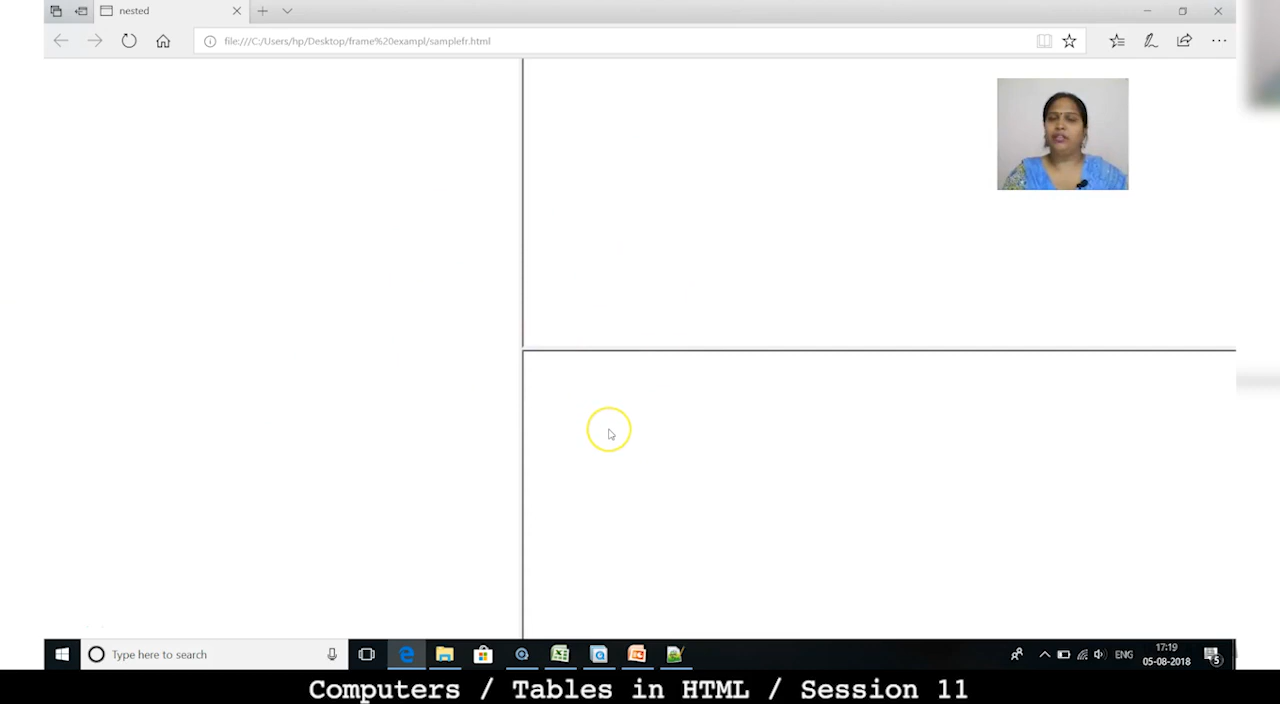 nested
file:///C:/Users/hp/Desktop/frame%20exampl/samplefr.html
Type here to search
ENG
17:19
05-08-2018
5
Computers / Tables in HTML / Session 11